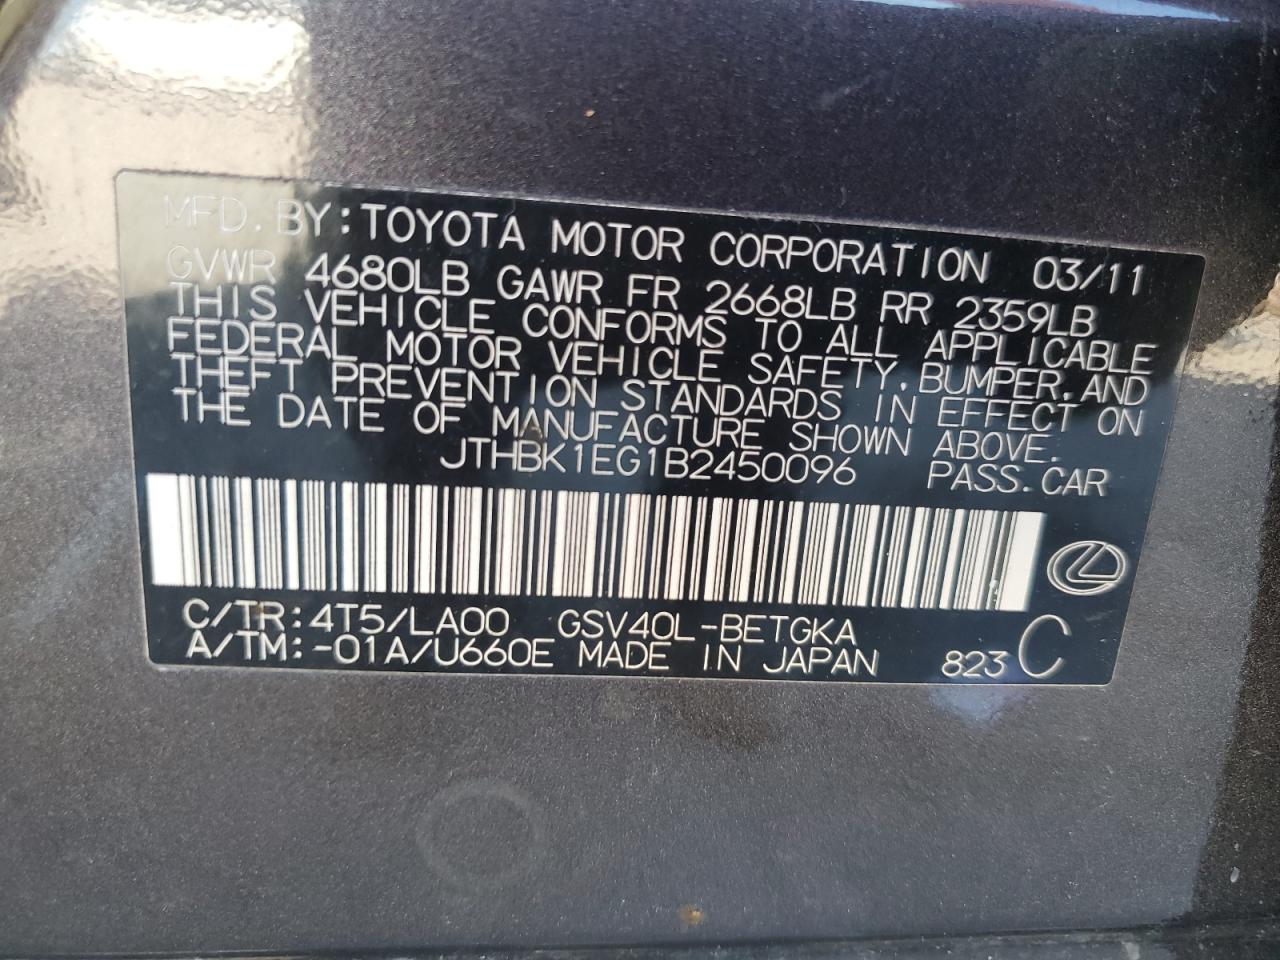 MFD. BY: TOYOTA MOTOR CORPORATION 03/11
GVWR 4680LB GAWR FR 2668LB RR 2359LB
THIS VEHICLE CONFORMS TO ALL APPLICABLE
FEDERAL MOTOR VEHICLE SAFETY, BUMPER, AND
THEFT PREVENTION STANDARDS IN EFFECT ON
THE DATE OF MANUFACTURE SHOWN ABOVE.
JTHBK1EG1B2450096 PASS. CAR
C/TR: 4T5/LA00 GSV40L-BETGKA
A/TM: -01A/U660E MADE IN JAPAN 823 C